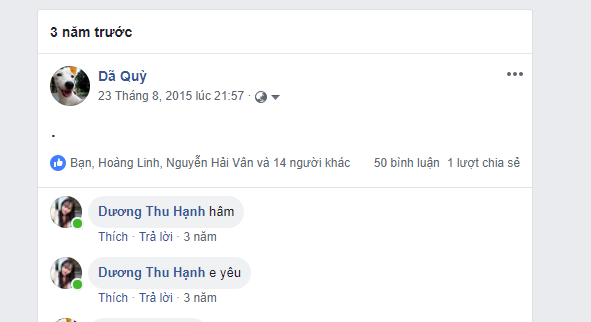 3 năm trước
Dã Quỳ
23 Tháng 8, 2015 lúc 21:57 ·
.
Bạn, Hoàng Linh, Nguyễn Hải Vân và 14 người khác 50 bình luận 1 lượt chia sẻ
Dương Thu Hạnh hâm
Thích · Trả lời · 3 năm
Dương Thu Hạnh e yêu
Thích · Trả lời · 3 năm